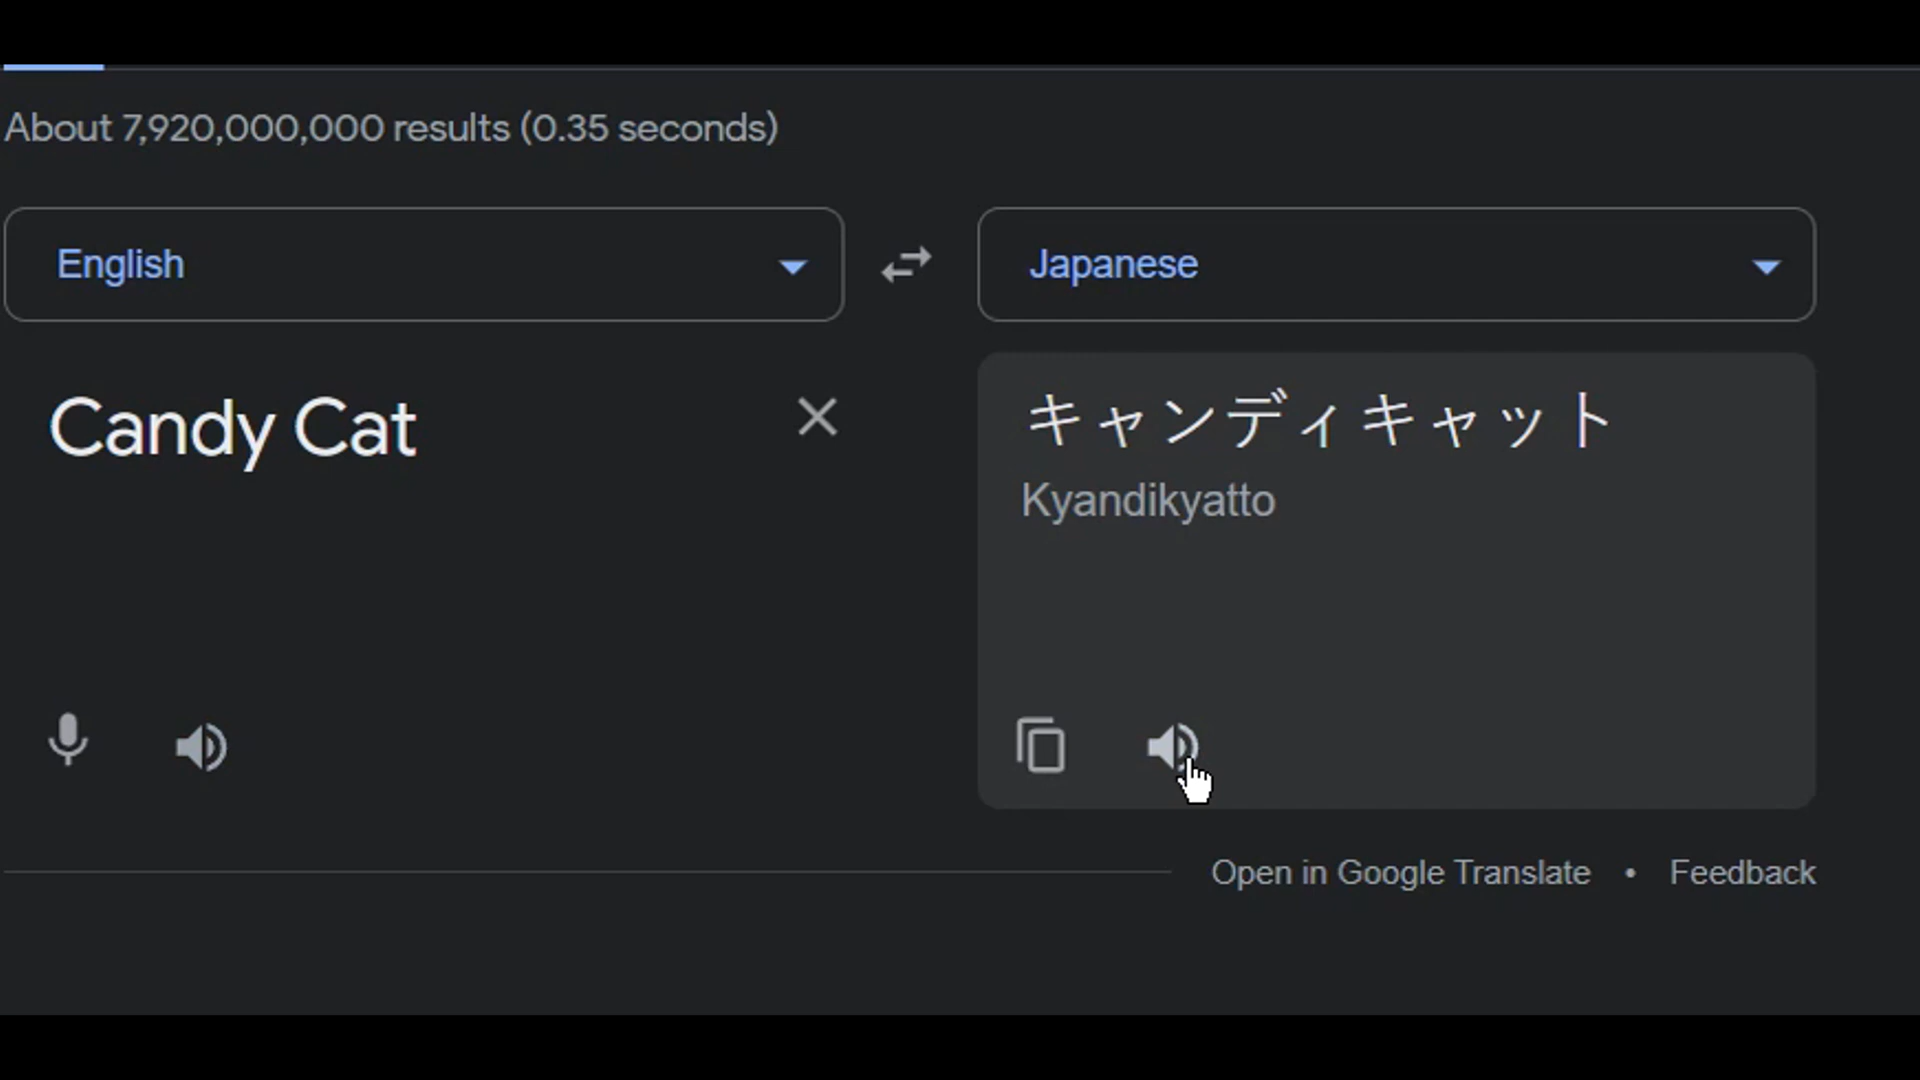 About 7,920,000,000 results (0.35 seconds)
English
Japanese
Candy Cat
キャンディキャット
Kyandikyatto
Open in Google Translate • Feedback